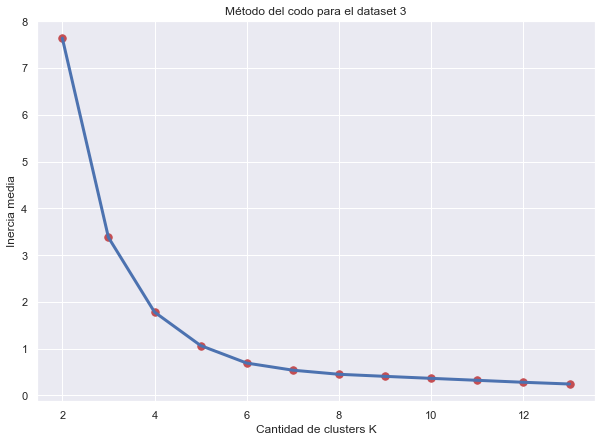 Método del codo para el dataset 3
8
7
6
5
4
3
2
1
0
Inercia media
2 4 6 8 10 12
Cantidad de clusters K